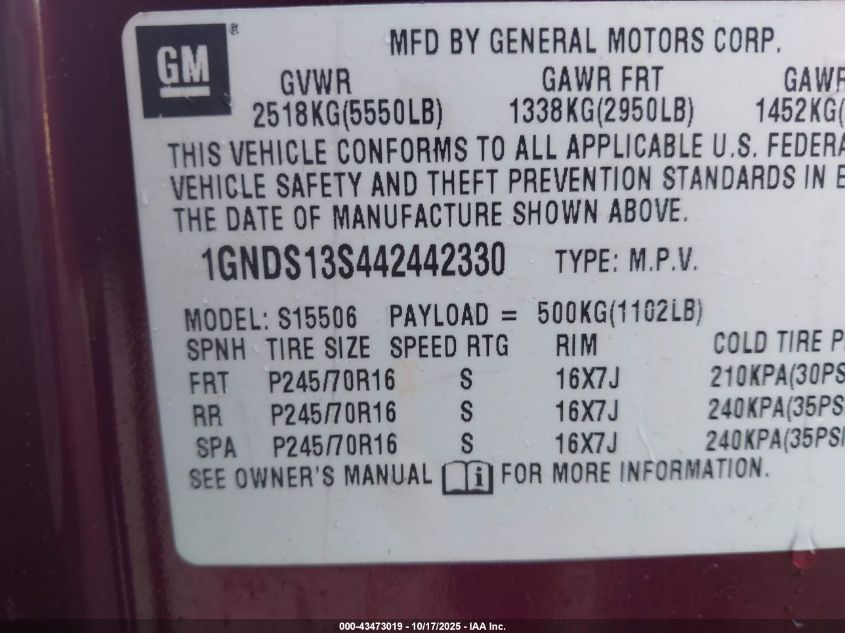 GM® MFD BY GENERAL MOTORS CORP.
GVWR GAWR FRT GAWR
2518KG(5550LB) 1338KG(2950LB) 1452KG(
THIS VEHICLE CONFORMS TO ALL APPLICABLE U.S. FEDERA
VEHICLE SAFETY AND THEFT PREVENTION STANDARDS IN E
THE DATE OF MANUFACTURE SHOWN ABOVE.
1GNDS13S442442330 TYPE: M.P.V.
MODEL: S15506 PAYLOAD = 500KG(1102LB)
SPNH TIRE SIZE SPEED RTG RIM COLD TIRE P
FRT P245/70R16 S 16X7J 210KPA(30PS
RR P245/70R16 S 16X7J 240KPA(35PS
SPA P245/70R16 S 16X7J 240KPA(35PSI
SEE OWNER'S MANUAL i FOR MORE INFORMATION.
000-43473019 - 10/17/2025 - IAA Inc.